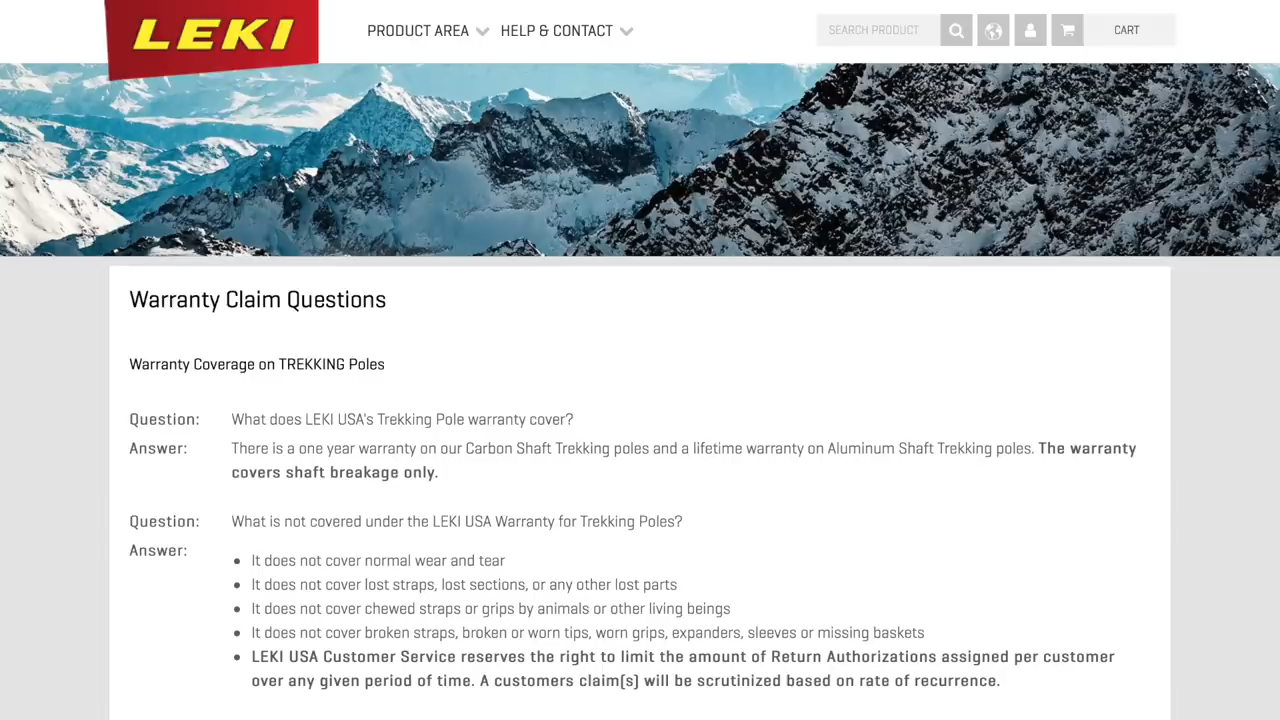 LEKI
PRODUCT AREA
HELP & CONTACT
SEARCH PRODUCT
CART
Warranty Claim Questions
Warranty Coverage on TREKKING Poles
Question: What does LEKI USA's Trekking Pole warranty cover?
Answer: There is a one year warranty on our Carbon Shaft Trekking poles and a lifetime warranty on Aluminum Shaft Trekking poles. The warranty
covers shaft breakage only.
Question: What is not covered under the LEKI USA Warranty for Trekking Poles?
Answer:
• It does not cover normal wear and tear
• It does not cover lost straps, lost sections, or any other lost parts
• It does not cover chewed straps or grips by animals or other living beings
• It does not cover broken straps, broken or worn tips, worn grips, expanders, sleeves or missing baskets
• LEKI USA Customer Service reserves the right to limit the amount of Return Authorizations assigned per customer
over any given period of time. A customers claim(s) will be scrutinized based on rate of recurrence.